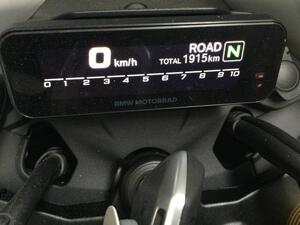 0 km/h
ROAD N
TOTAL 1915km
0 1 2 3 4 5 6 7 8 9 10
BMW MOTORRAD